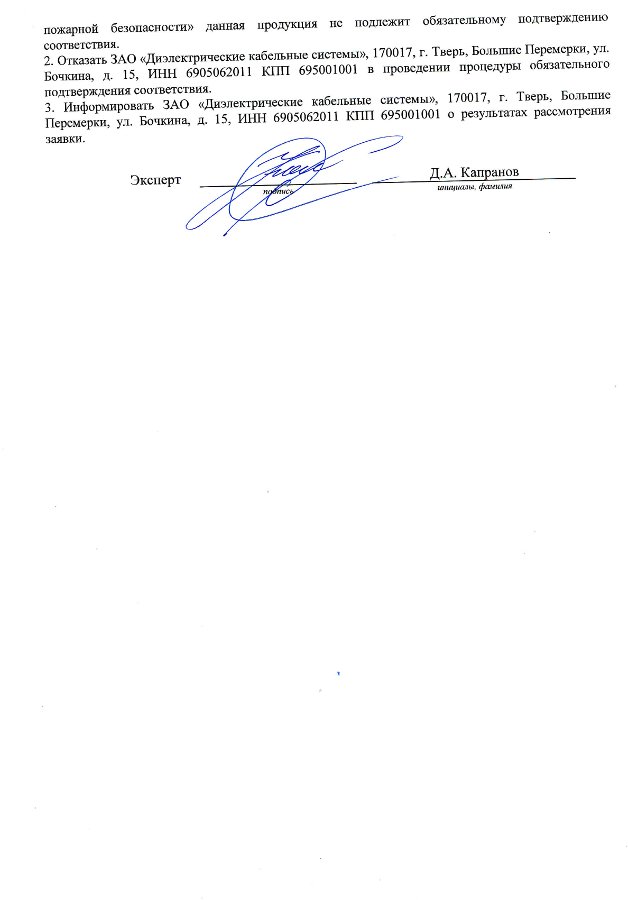 пожарной безопасности» данная продукция не подлежит обязательному подтверждению
соответствия.
2. Отказать ЗАО «Диэлектрические кабельные системы», 170017, г. Тверь, Большие Перемерки, ул.
Бочкина, д. 15, ИНН 6905062011 КПП 695001001 в проведении процедуры обязательного
подтверждения соответствия.
3. Информировать ЗАО «Диэлектрические кабельные системы», 170017, г. Тверь, Большие
Перемерки, ул. Бочкина, д. 15, ИНН 6905062011 КПП 695001001 о результатах рассмотрения
заявки.
Эксперт Д.А. Капранов
подпись инициалы, фамилия